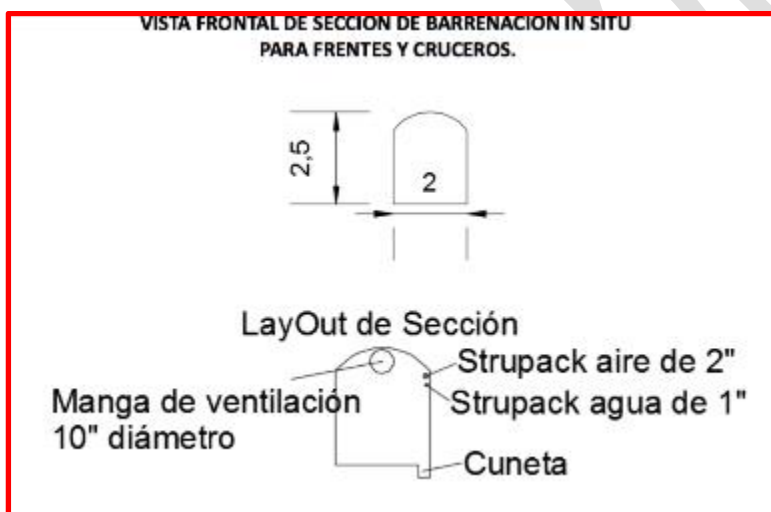 VISTA FRONTAL DE SECCION DE BARRENACION IN SITU
PARA FRENTES Y CRUCEROS.
2,5
2
LayOut de Sección
Strupack aire de 2"
Manga de ventilación
10" diámetro
Strupack agua de 1"
Cuneta